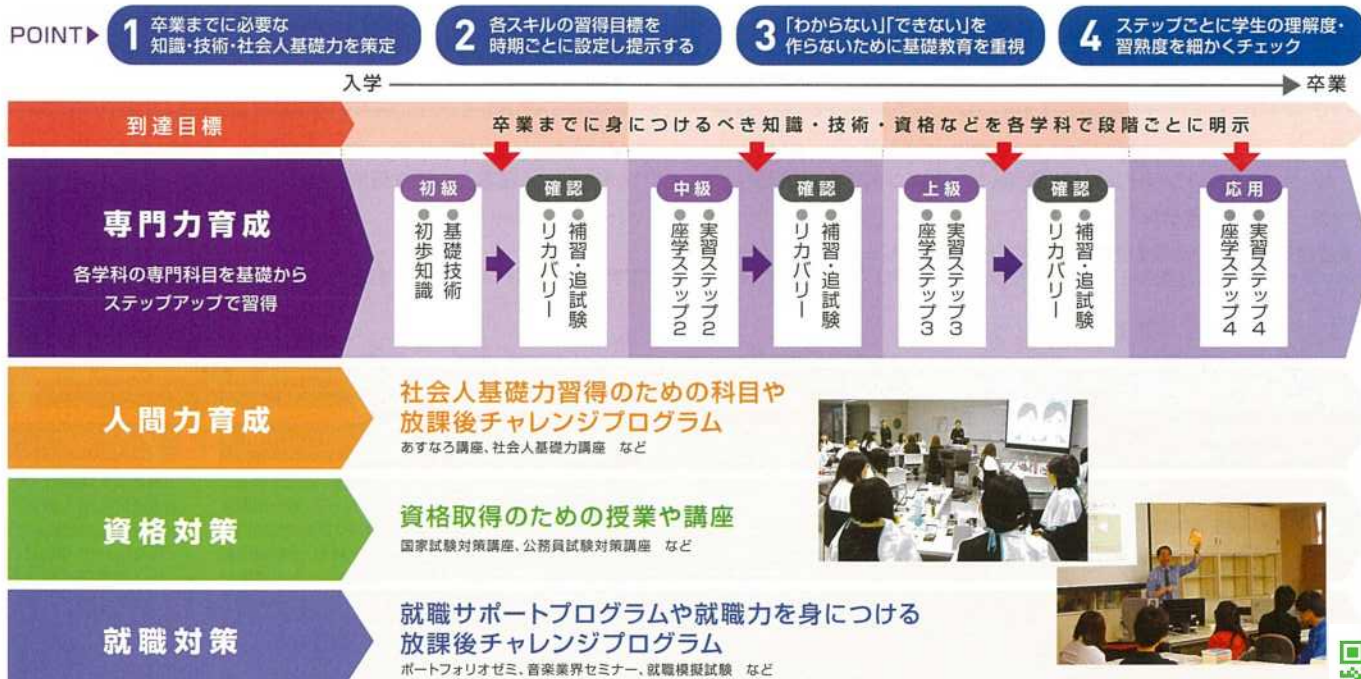 POINT▶
1 卒業までに必要な
知識・技術・社会人基礎力を策定
2 各スキルの習得目標を
時期ごとに設定し提示する
3 「わからない」「できない」を
作らないために基礎教育を重視
4 ステップごとに学生の理解度・
習熟度を細かくチェック
入学
卒業
到達目標
卒業までに身につけるべき知識・技術・資格などを各学科で段階ごとに明示
専門力育成
各学科の専門科目を基礎から
ステップアップで習得
初級
●基礎技術
●初歩知識
確認
●補習・追試験
●リカバリー
中級
●実習ステップ2
●座学ステップ2
確認
●補習・追試験
●リカバリー
上級
●実習ステップ3
●座学ステップ3
確認
●補習・追試験
●リカバリー
応用
●実習ステップ4
●座学ステップ4
人間力育成
社会人基礎力習得のための科目や
放課後チャレンジプログラム
あすなろ講座、社会人基礎力講座 など
資格対策
資格取得のための授業や講座
国家試験対策講座、公務員試験対策講座 など
就職対策
就職サポートプログラムや就職力を身につける
放課後チャレンジプログラム
ポートフォリオゼミ、音楽業界セミナー、就職模擬試験 など